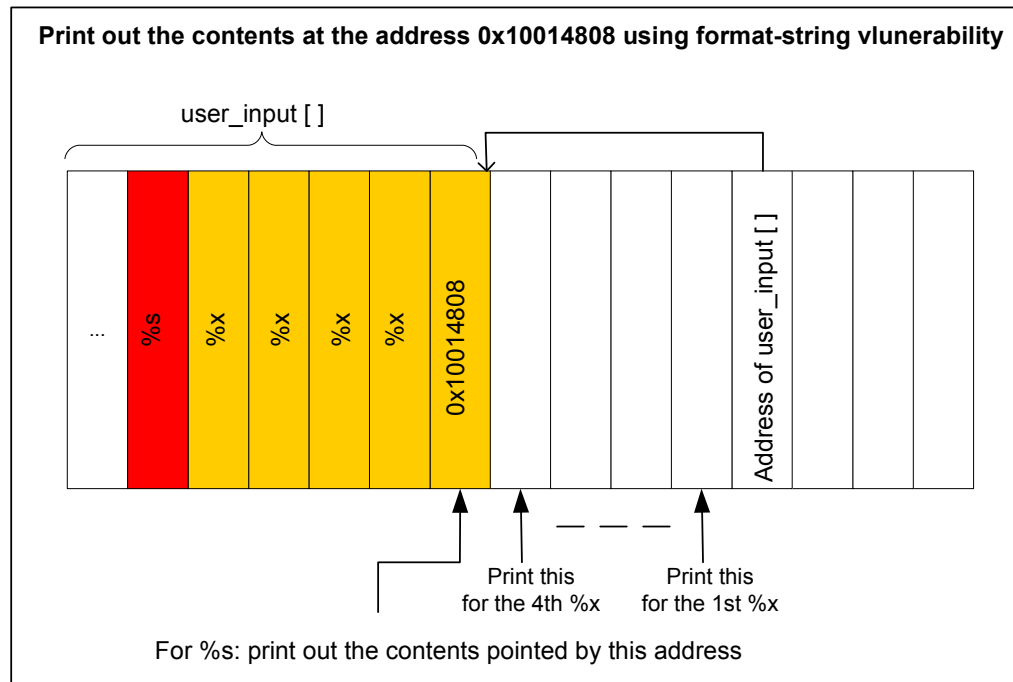 Print out the contents at the address 0x10014808 using format-string vlunerability
user_input [ ]
...
%s
%x
%x
%x
%x
0x10014808
Address of user_input [ ]
Print this
for the 4th %x
Print this
for the 1st %x
For %s: print out the contents pointed by this address